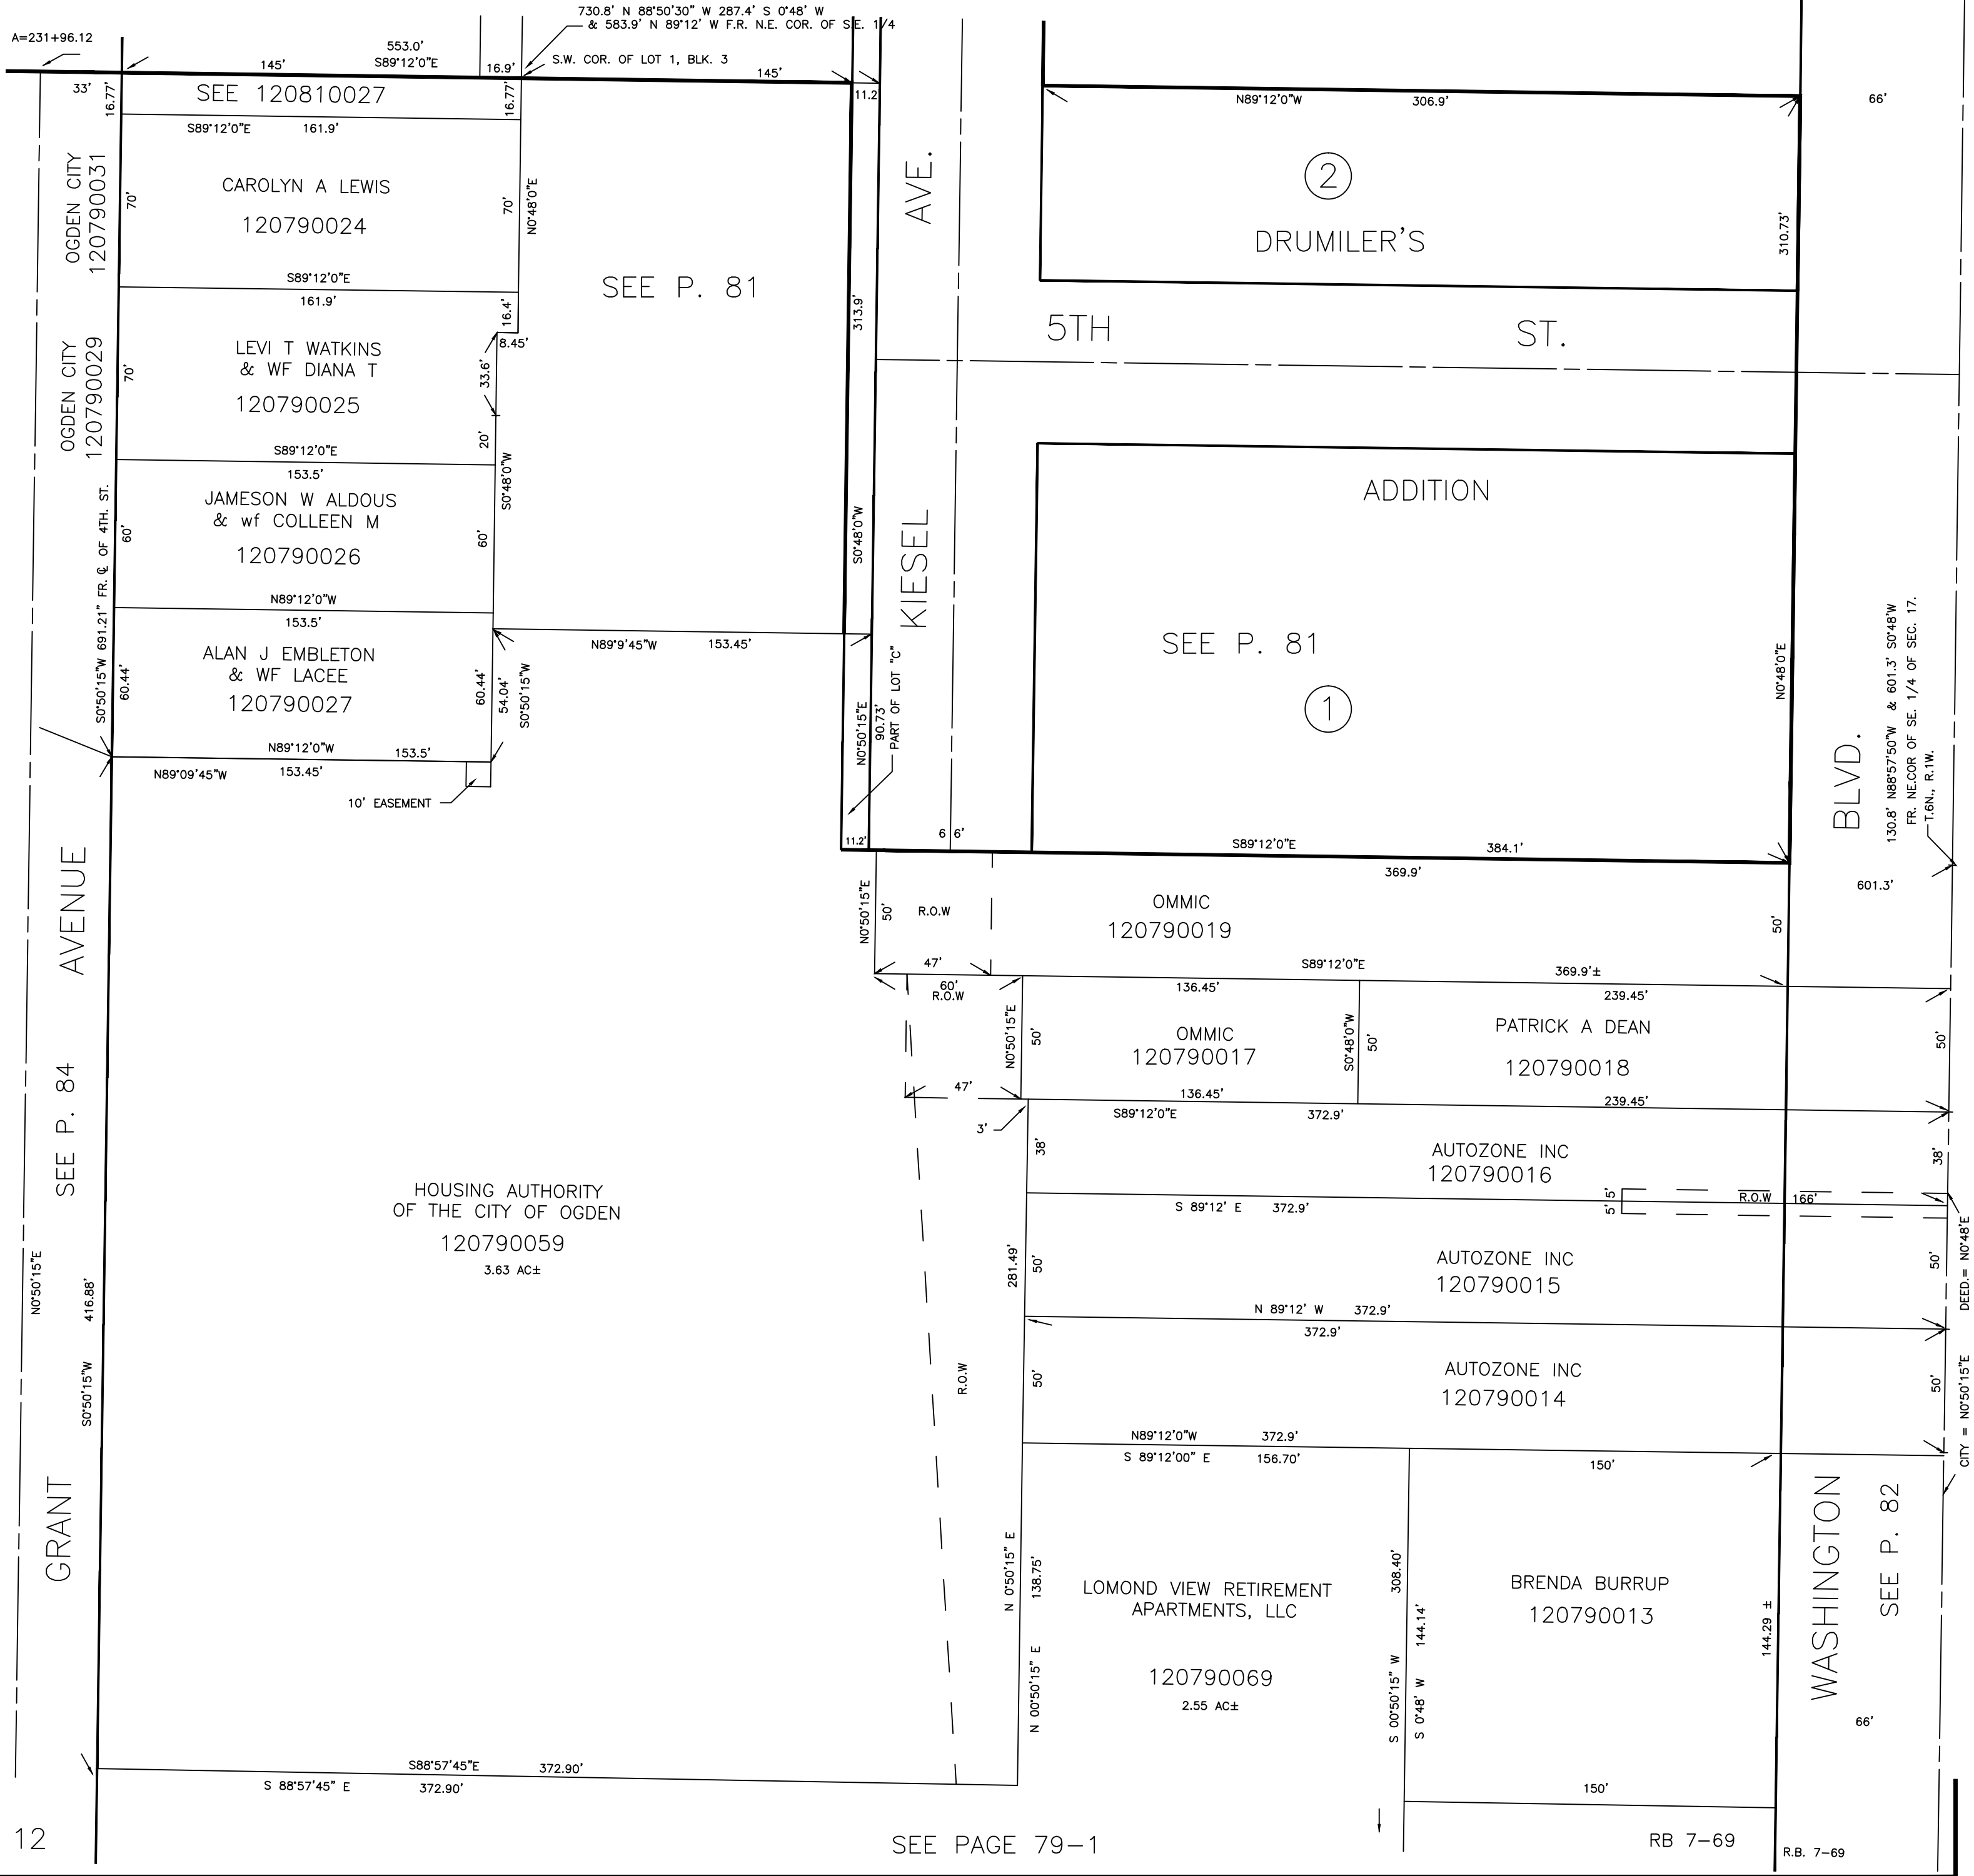 730.8' N 88°50'30" W 287.4' S 0°48' W
& 583.9' N 89°12' W F.R. N.E. COR. OF S.E. 1/4
A=231+96.12
553.0'
S89°12'0"E
145'
16.9'
S.W. COR. OF LOT 1, BLK. 3
145'
33'
16.77'
SEE 120810027
16.77'
11.2
S89°12'0"E 161.9'
N89°12'0"W 306.9'
66'
OGDEN CITY
120790031
70'
CAROLYN A LEWIS
120790024
70'
N0°48'0"E
AVE.
2
DRUMILER'S
310.73'
S89°12'0"E
161.9'
SEE P. 81
16.4'
8.45'
313.9'
5TH ST.
OGDEN CITY
120790029
70'
LEVI T WATKINS
& WF DIANA T
120790025
33.6'
20'
S89°12'0"E
153.5'
S0°48'0"W
S0°48'0"W
ADDITION
JAMESON W ALDOUS
& wf COLLEEN M
120790026
60'
60'
KIESEL
S0°50'15"W 691.21" FR. ℄ OF 4TH. ST.
N89°12'0"W
153.5'
N89°9'45"W 153.45'
SEE P. 81
1
N0°48'0"E
ALAN J EMBLETON
& WF LACEE
120790027
60.44'
60.44'
54.04'
S0°50'15"W
N0°50'15"E
90.73'
PART OF LOT "C"
N89°12'0"W
153.5'
N89°09'45"W 153.45'
10' EASEMENT
BLVD.
130.8' N88°57'50"W & 601.3' S0°48'W
FR. NE.COR OF SE. 1/4 OF SEC. 17.
T.6N., R.1W.
11.2'
6 6'
S89°12'0"E 384.1'
369.9'
601.3'
AVENUE
N0°50'15"E
50'
R.O.W
OMMIC
120790019
50'
47'
S89°12'0"E 369.9'±
60'
R.O.W
136.45'
239.45'
N0°50'15"E
50'
OMMIC
120790017
S0°48'0"W
50'
PATRICK A DEAN
120790018
50'
SEE P. 84
47'
136.45'
239.45'
S89°12'0"E 372.9'
3'
38'
AUTOZONE INC
120790016
38'
5' 5'
R.O.W 166'
S 89°12' E 372.9'
HOUSING AUTHORITY
OF THE CITY OF OGDEN
120790059
3.63 AC±
N0°50'15"E
416.88'
281.49'
50'
AUTOZONE INC
120790015
50'
DEED.= N0°48'E
N 89°12' W 372.9'
372.9'
S0°50'15"W
R.O.W
50'
AUTOZONE INC
120790014
50'
CITY = N0°50'15"E
N89°12'0"W 372.9'
S 89°12'00" E 156.70'
150'
GRANT
N 0°50'15" E
138.75'
N 00°50'15" E
LOMOND VIEW RETIREMENT
APARTMENTS, LLC
120790069
2.55 AC±
308.40'
S 00°50'15" W
144.14'
S 0°48' W
BRENDA BURRUP
120790013
144.29 ±
WASHINGTON
SEE P. 82
66'
S88°57'45"E 372.90'
S 88°57'45" E 372.90'
150'
12
SEE PAGE 79-1
RB 7-69
R.B. 7-69